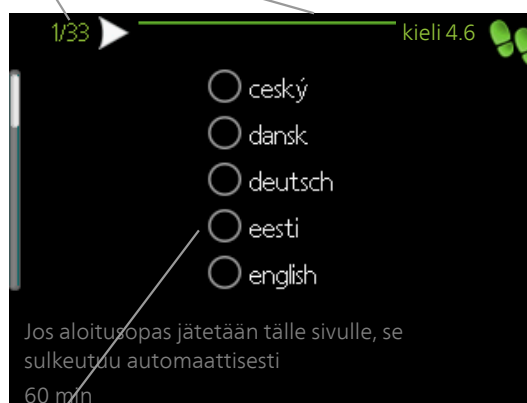 1/33
kieli 4.6
ceský
dansk
deutsch
eesti
english
Jos aloitusopas jätetään tälle sivulle, se
sulkeutuu automaattisesti
60 min